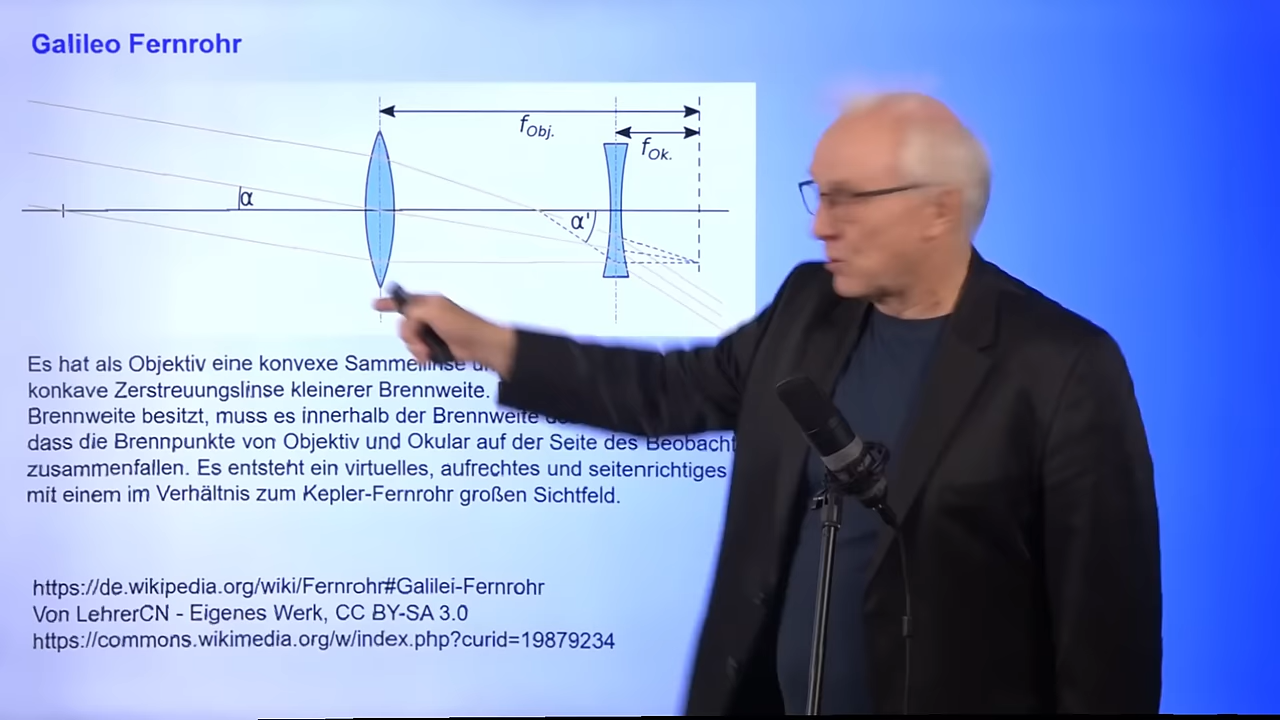 Galileo Fernrohr
fObj.
fOk.
α
α'
Es hat als Objektiv eine konvexe Sammellinse
konkave Zerstreuungslinse kleinerer Brennweite.
Brennweite besitzt, muss es innerhalb der Brennweite
dass die Brennpunkte von Objektiv und Okular auf der Seite des Beobacht
zusammenfallen. Es entsteht ein virtuelles, aufrechtes und seitenrichtiges
mit einem im Verhältnis zum Kepler-Fernrohr großen Sichtfeld.
https://de.wikipedia.org/wiki/Fernrohr#Galilei-Fernrohr
Von LehrerCN - Eigenes Werk, CC BY-SA 3.0
https://commons.wikimedia.org/w/index.php?curid=19879234